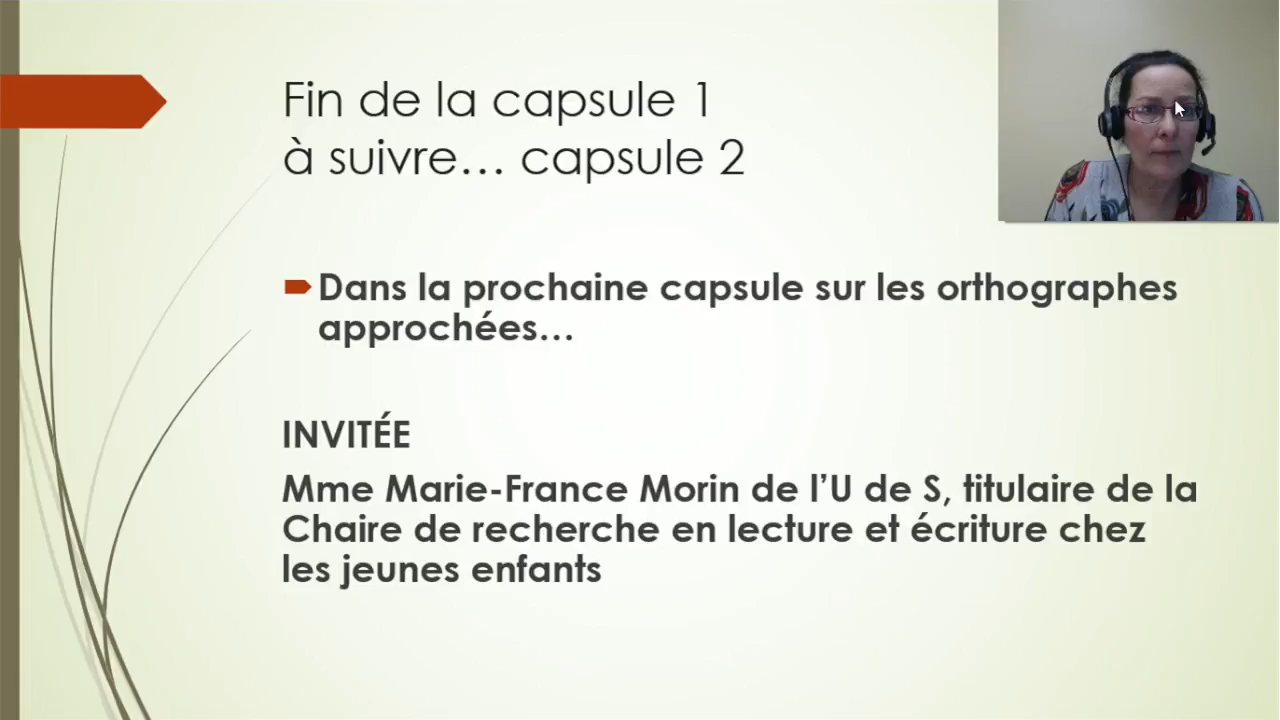 Fin de la capsule 1
à suivre… capsule 2
Dans la prochaine capsule sur les orthographes
approchées…
INVITÉE
Mme Marie-France Morin de l’U de S, titulaire de la
Chaire de recherche en lecture et écriture chez
les jeunes enfants